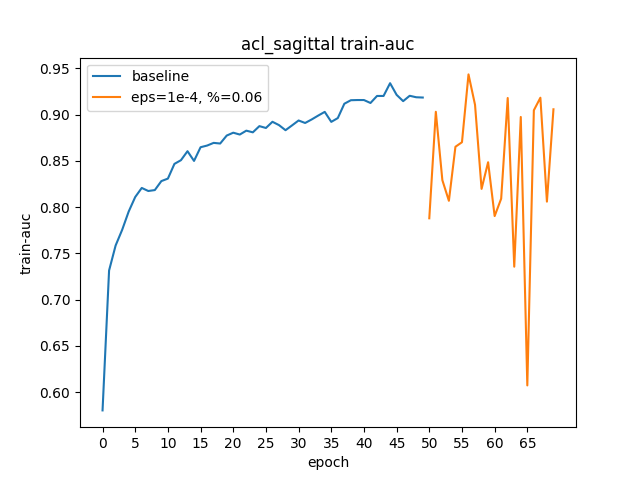 acl_sagittal train-auc
baseline
eps=1e-4, %=0.06
0.95
0.90
0.85
0.80
0.75
0.70
0.65
0.60
train-auc
0 5 10 15 20 25 30 35 40 45 50 55 60 65
epoch